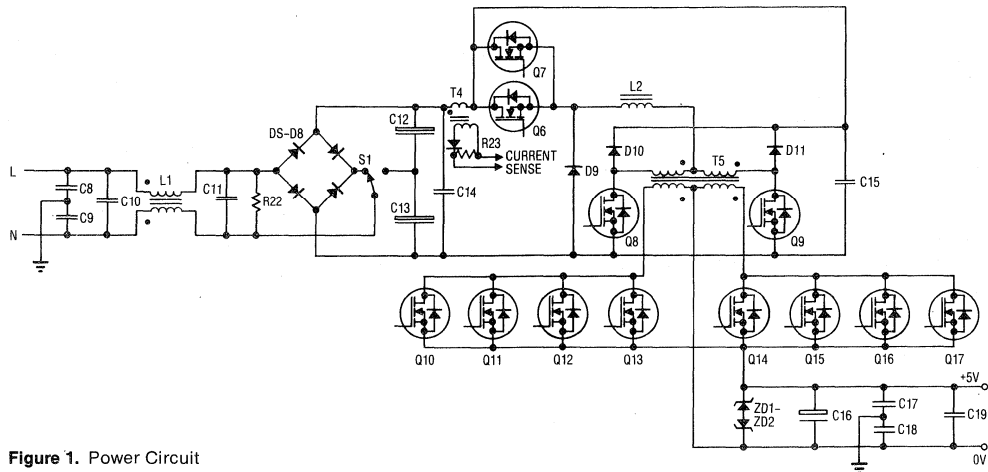 Q7
T4
L2
C12
Q6
DS-D8
R23
CURRENT
SENSE
D10
T5
D11
S1
L
L1
C8
C10
C11
R22
C14
D9
C15
C9
C13
N
Q8
Q9
Q10
Q11
Q12
Q13
Q14
Q15
Q16
Q17
+5V
ZD1-
ZD2
C16
C17
C18
C19
0V
Figure 1. Power Circuit